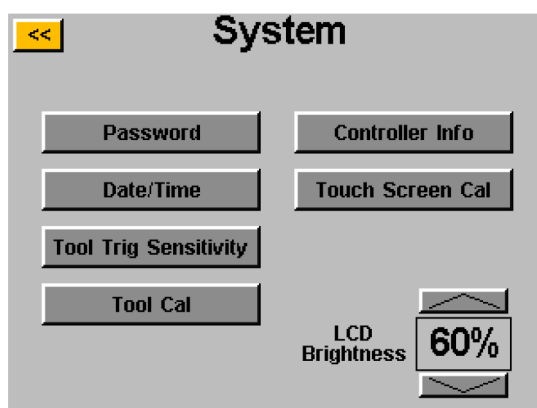 <<
System
Password
Controller Info
Date/Time
Touch Screen Cal
Tool Trig Sensitivity
Tool Cal
LCD
Brightness
60%